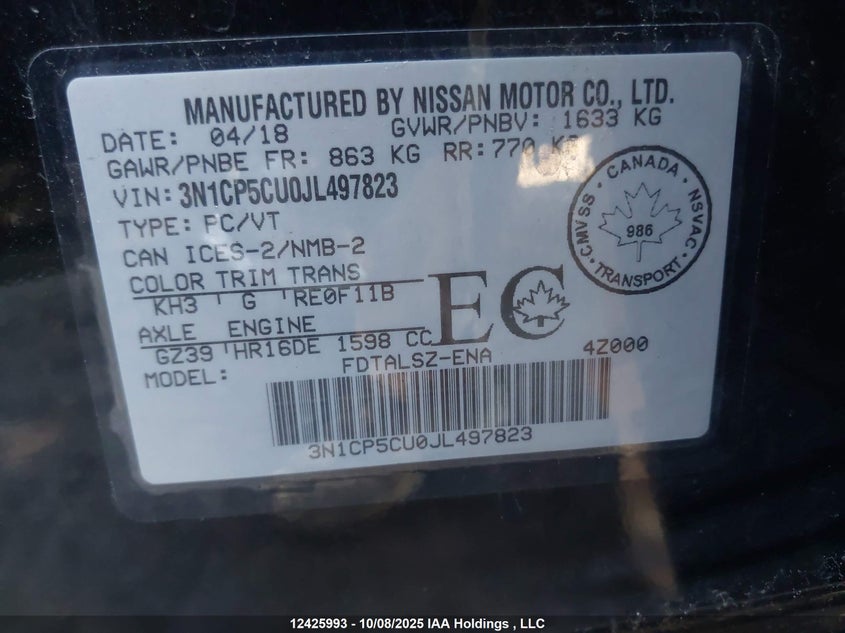 MANUFACTURED BY NISSAN MOTOR CO., LTD.
DATE: 04/18 GVWR/PNBV: 1633 KG
GAWR/PNBE FR: 863 KG RR: 770 KG
VIN: 3N1CP5CU0JL497823
TYPE: PC/VT
CAN ICES-2/NMB-2
COLOR TRIM TRANS
KH3 G RE0F11B
AXLE ENGINE
GZ39 HR16DE 1598 CC
MODEL: FDTALSZ-ENA 4Z000
3N1CP5CU0JL497823
EC
CMVSS • CANADA • NSVAC • TRANSPORT •
986
12425993 - 10/08/2025 IAA Holdings , LLC